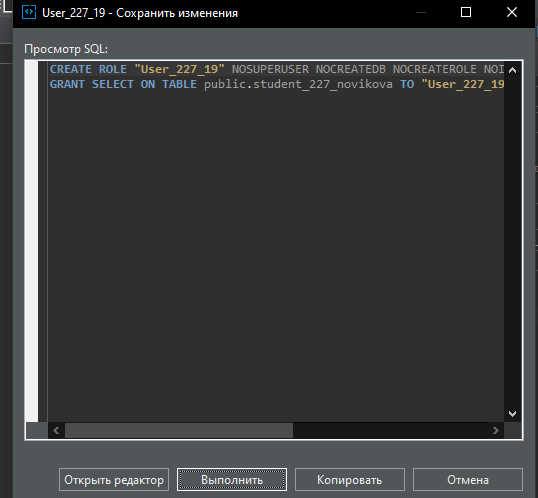 User_227_19 - Сохранить изменения
Просмотр SQL:
CREATE ROLE "User_227_19" NOSUPERUSER NOCREATEDB NOCREATEROLE NOI
GRANT SELECT ON TABLE public.student_227_novikova TO "User_227_19
Открыть редактор Выполнить Копировать Отмена